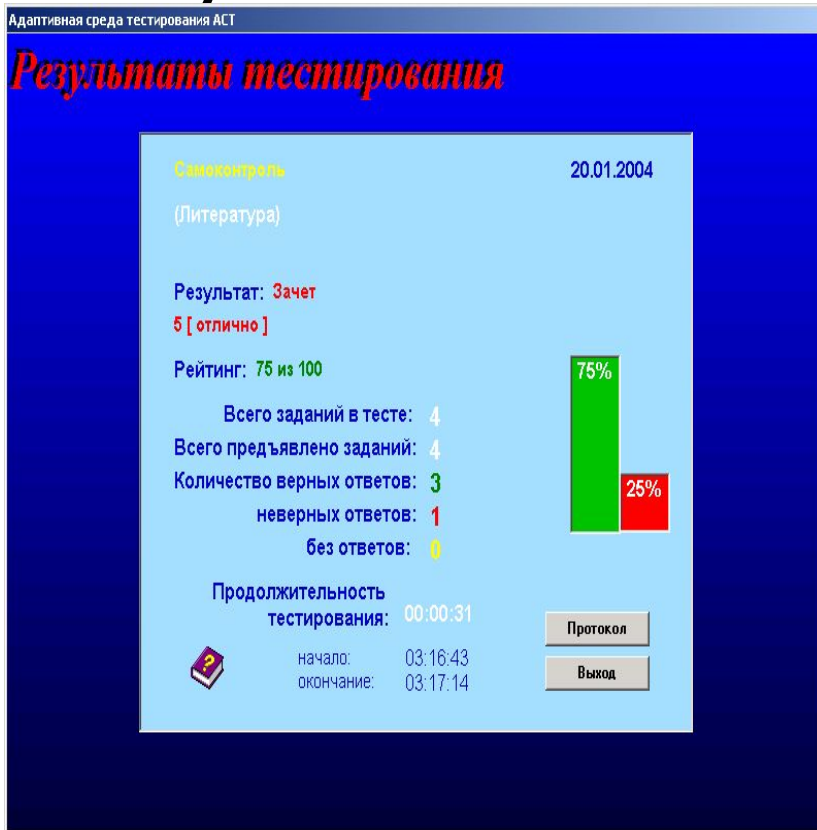 Адаптивная среда тестирования АСТ
Результаты тестирования
Самоконтроль 20.01.2004
(Литература)
Результат: Зачет
5 [ отлично ]
Рейтинг: 75 из 100
75%
Всего заданий в тесте: 4
Всего предъявлено заданий: 4
Количество верных ответов: 3
25%
неверных ответов: 1
без ответов: 0
Продолжительность
тестирования: 00:00:31
Протокол
начало: 03:16:43
окончание: 03:17:14
Выход